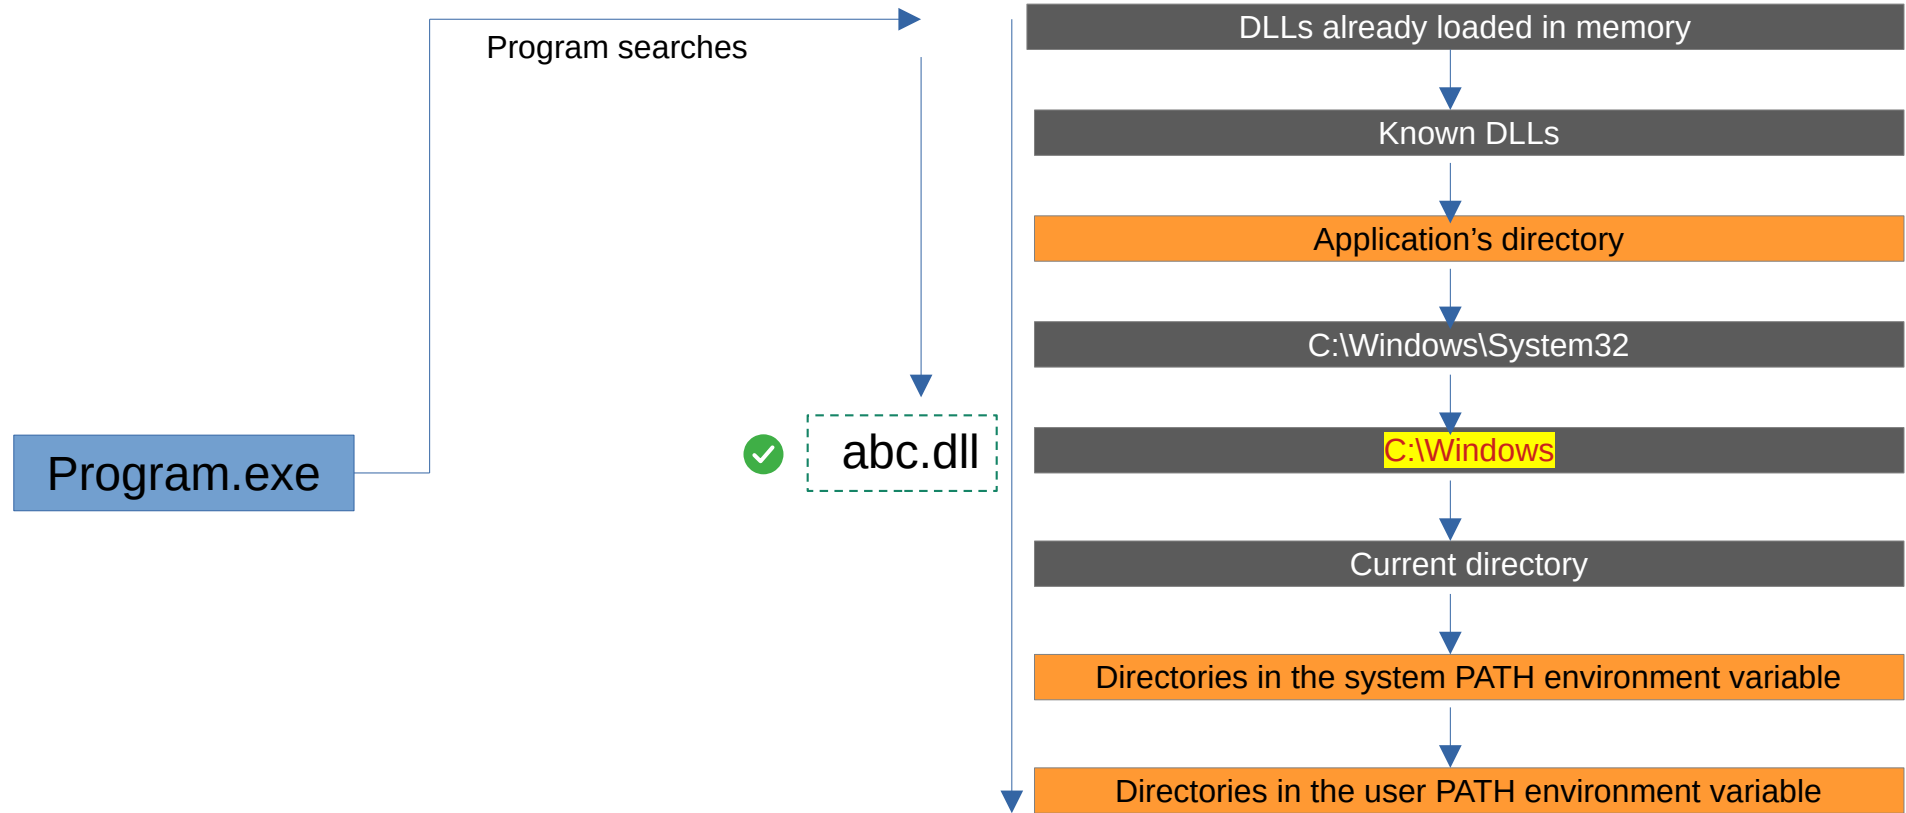 Program searches
Program.exe
abc.dll
DLLs already loaded in memory
Known DLLs
Application’s directory
C:\Windows\System32
C:\Windows
Current directory
Directories in the system PATH environment variable
Directories in the user PATH environment variable